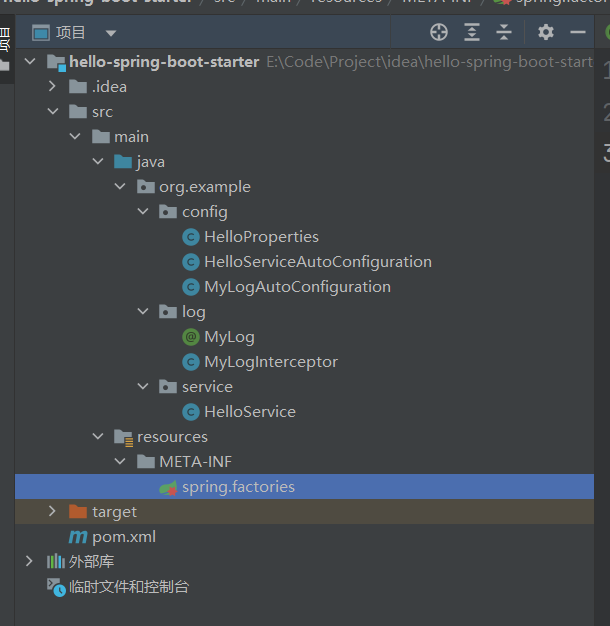 hello-spring-boot-starter / src / main / resources / META-INF / spring.factori
项目
项目
hello-spring-boot-starter E:\Code\Project\idea\hello-spring-boot-start
.idea
src
main
java
org.example
config
HelloProperties
HelloServiceAutoConfiguration
MyLogAutoConfiguration
log
MyLog
MyLogInterceptor
service
HelloService
resources
META-INF
spring.factories
target
pom.xml
外部库
临时文件和控制台
1
2
3